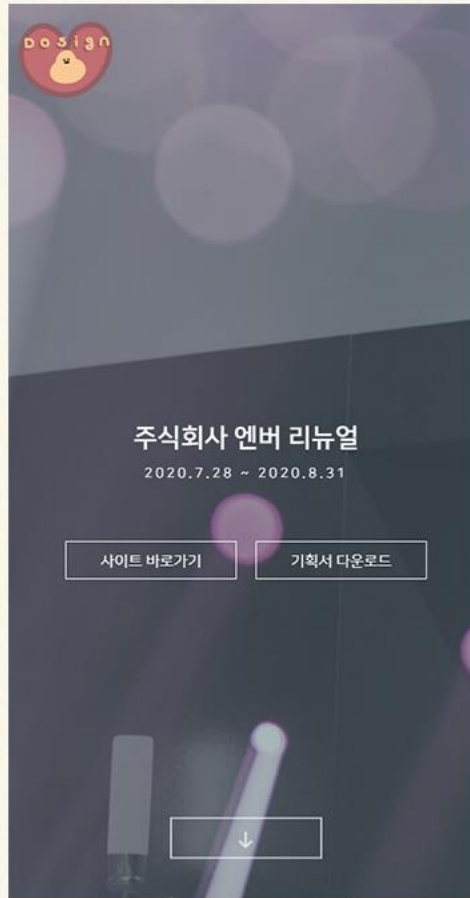 Dosign
주식회사 엔버 리뉴얼
2020.7.28 ~ 2020.8.31
사이트 바로가기
기획서 다운로드
↓